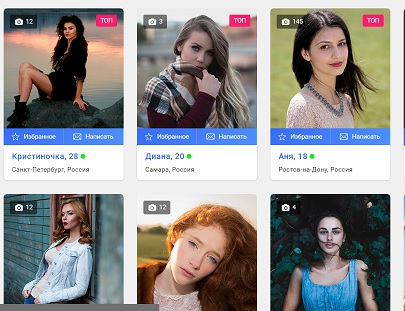 12
ТОП
3
ТОП
145
ТОП
Избранное
Написать
Избранное
Написать
Избранное
Написать
Кристиночка, 28
Диана, 20
Аня, 18
Санкт-Петербург, Россия
Самара, Россия
Ростов-на-Дону, Россия
12
12
4